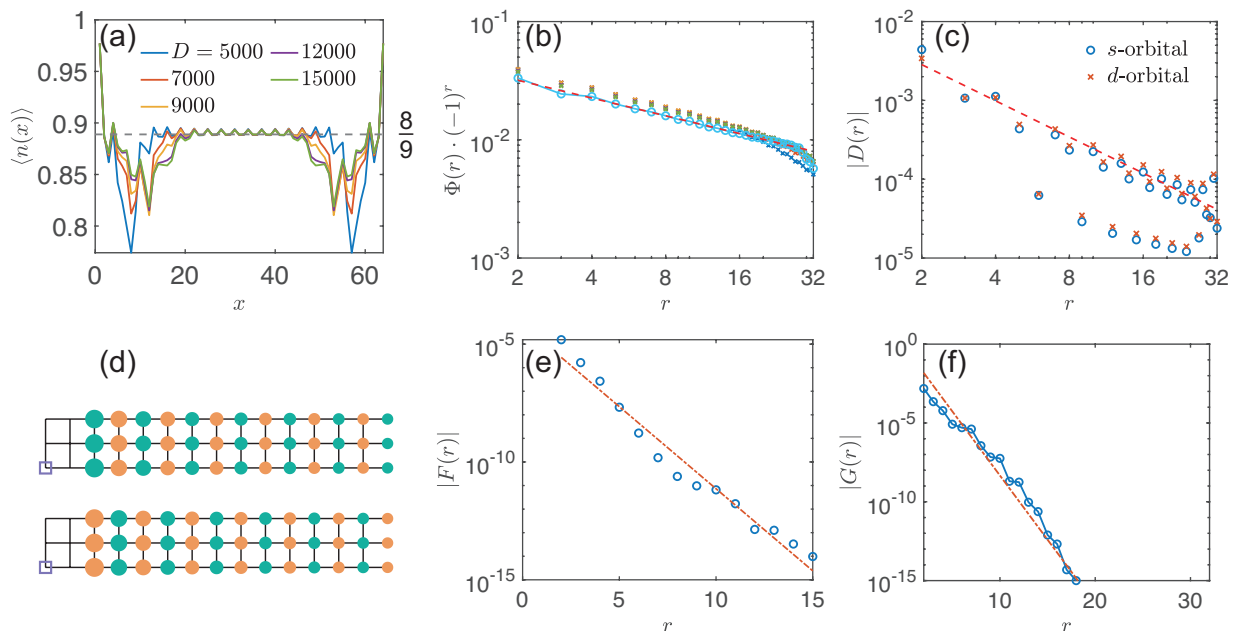 (a)
1
0.95
0.9
0.85
0.8
⟨n(x)⟩
D = 5000
7000
9000
12000
15000
8/9
0 20 40 60
x
(b)
10^-1
10^-2
10^-3
Φ(r) · (-1)^r
2 4 8 16 32
r
(c)
s-orbital
d-orbital
10^-2
10^-3
10^-4
10^-5
|D(r)|
2 4 8 16 32
r
(d)
(e)
10^-5
10^-10
10^-15
|F(r)|
0 5 10 15
r
(f)
10^0
10^-5
10^-10
10^-15
|G(r)|
10 20 30
r